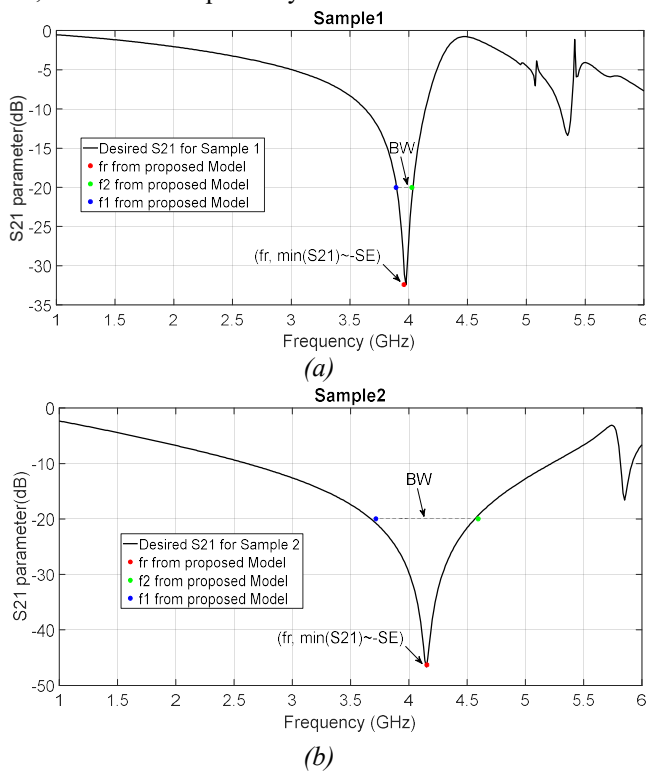 Sample1
0
-5
-10
-15
-20
-25
-30
-35
S21 parameter(dB)
Desired S21 for Sample 1
fr from proposed Model
f2 from proposed Model
f1 from proposed Model
BW
(fr, min(S21)~-SE)
1 1.5 2 2.5 3 3.5 4 4.5 5 5.5 6
Frequency (GHz)
(a)
Sample2
0
-10
-20
-30
-40
-50
S21 parameter(dB)
BW
Desired S21 for Sample 2
fr from proposed Model
f2 from proposed Model
f1 from proposed Model
(fr, min(S21)~-SE)
1 1.5 2 2.5 3 3.5 4 4.5 5 5.5 6
Frequency (GHz)
(b)